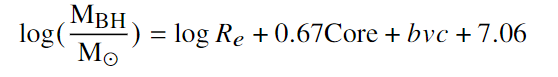 log(M_BH/M_⊙) = log R_e + 0.67Core + bvc + 7.06